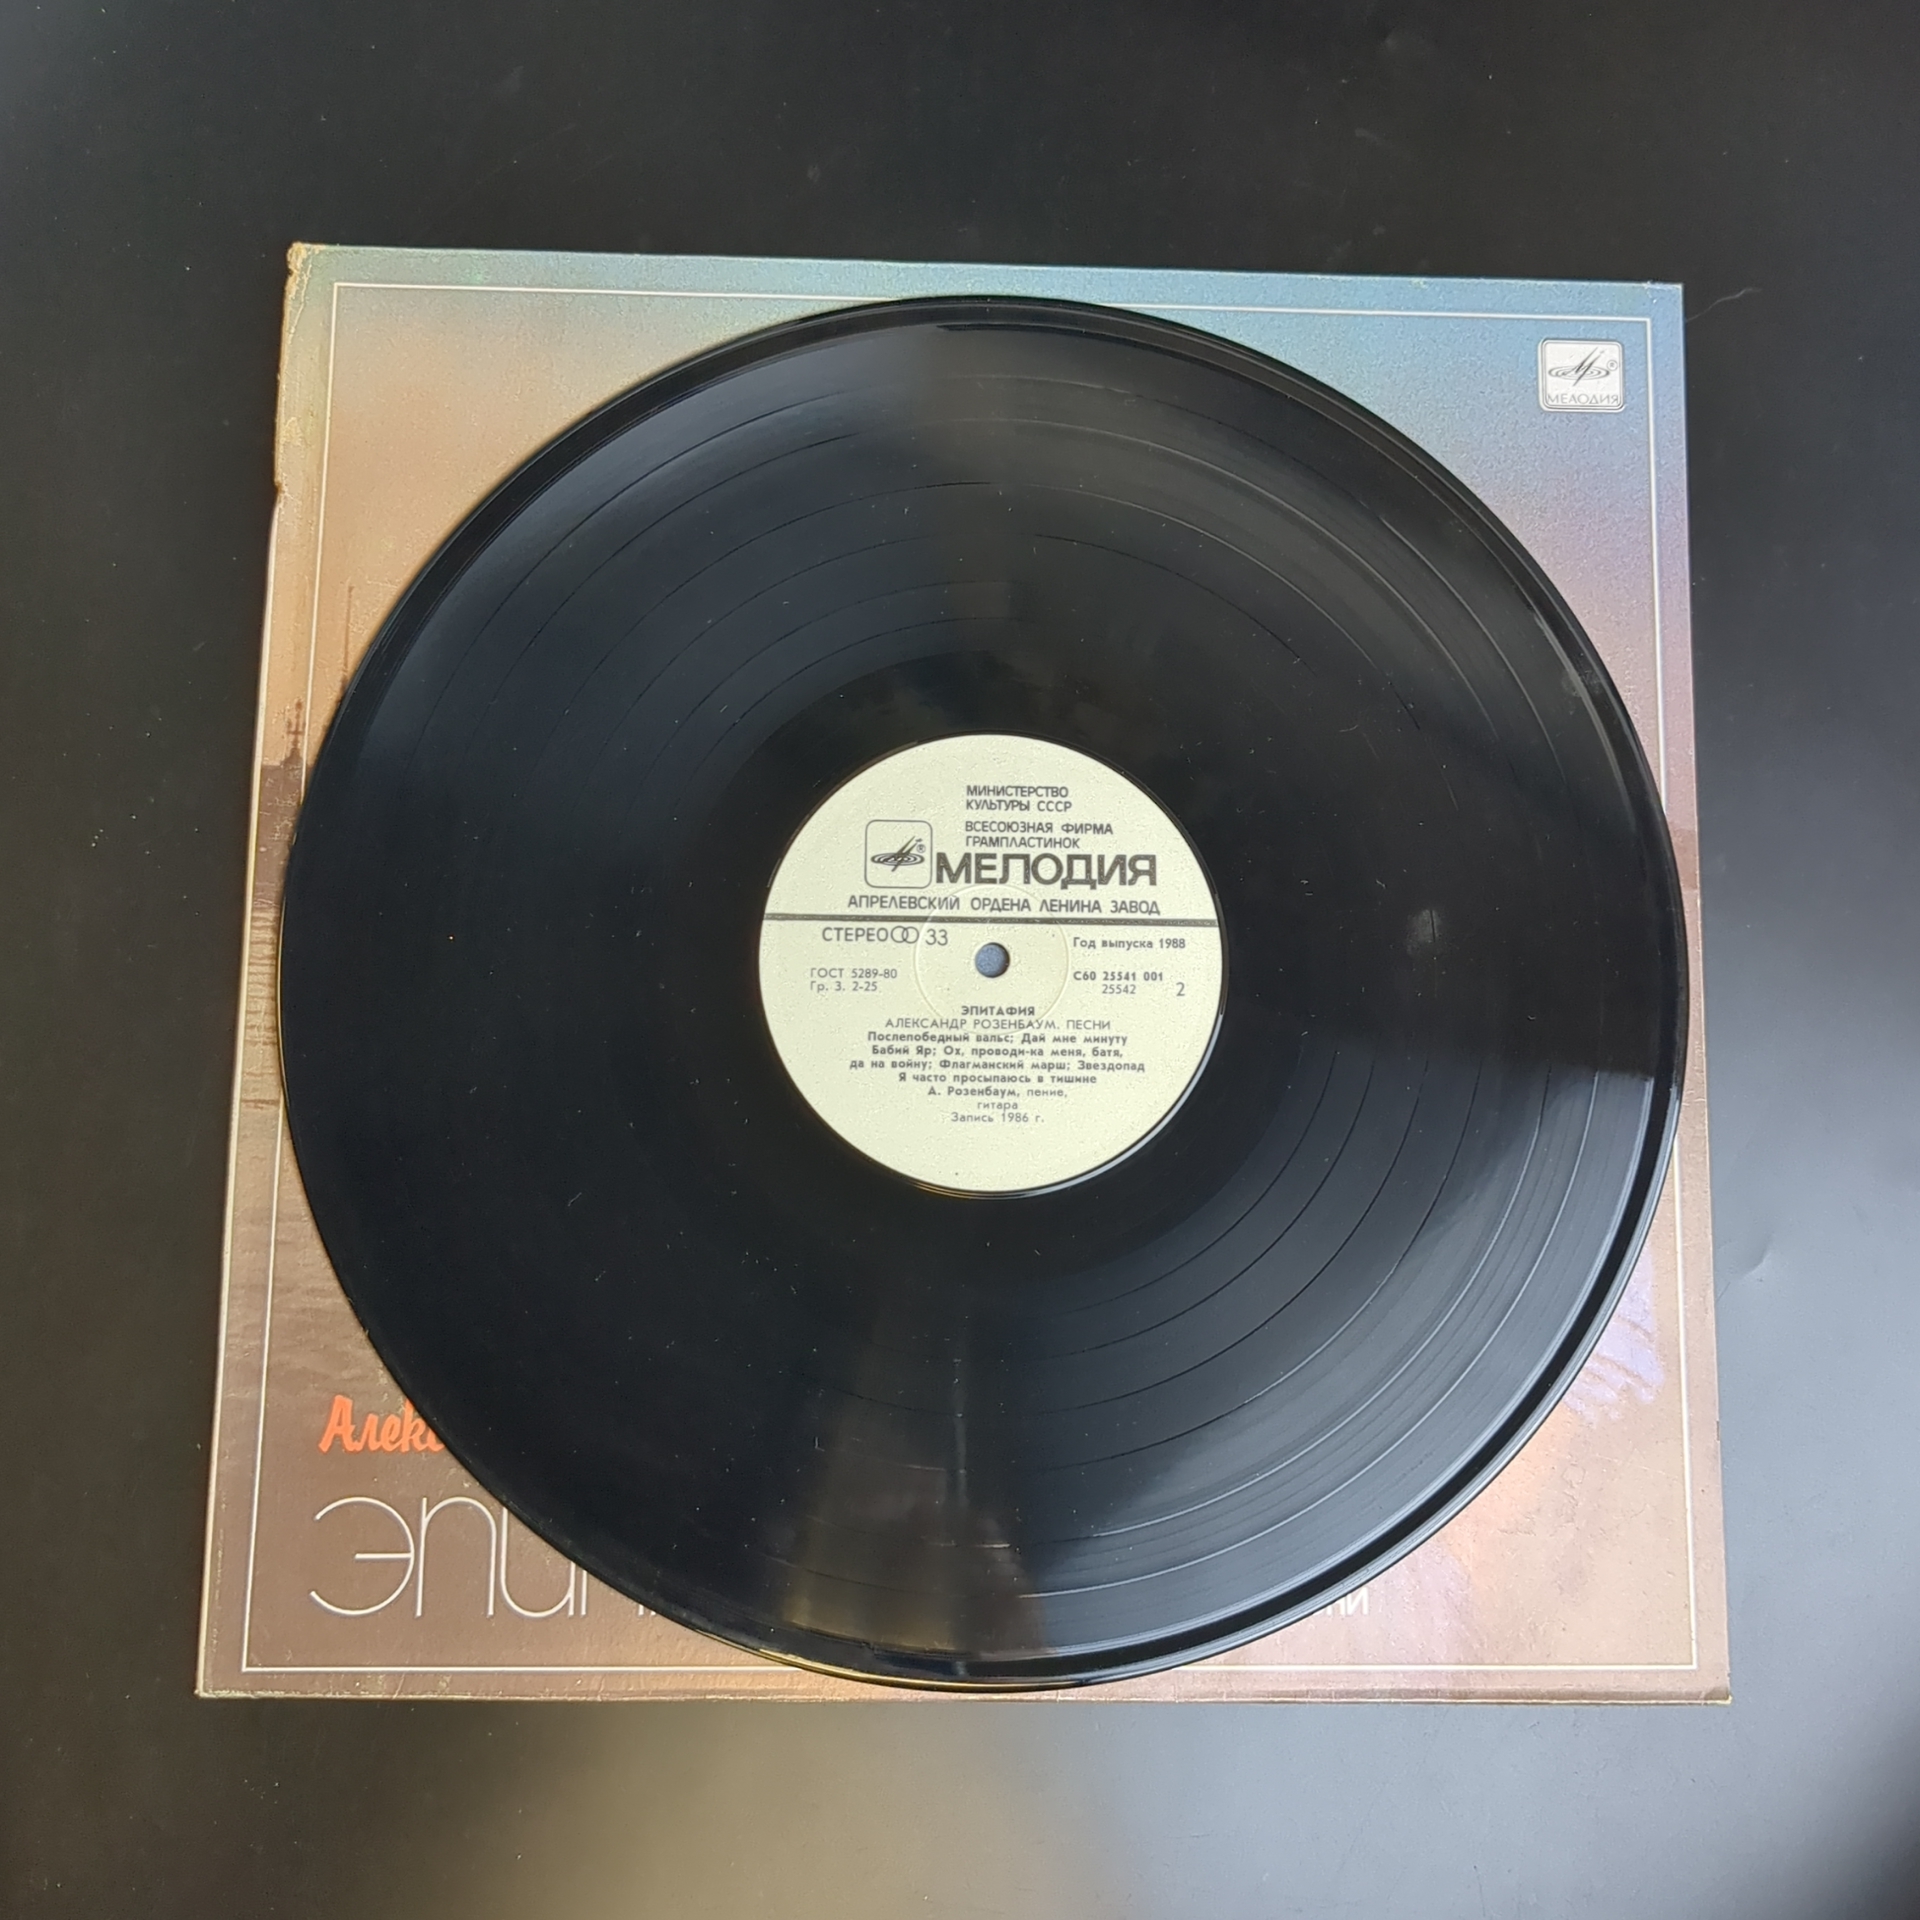 МЕЛОДИЯ
МИНИСТЕРСТВО
КУЛЬТУРЫ СССР
ВСЕСОЮЗНАЯ ФИРМА
ГРАМПЛАСТИНОК
МЕЛОДИЯ
АПРЕЛЕВСКИЙ ОРДЕНА ЛЕНИНА ЗАВОД
СТЕРЕО 33
Год выпуска 1988
ГОСТ 5289-80
Гр. 3. 2-25
С60 25541 001
25542 2
ЭПИТАФИЯ
АЛЕКСАНДР РОЗЕНБАУМ. ПЕСНИ
Послепобедный вальс; Дай мне минуту
Бабий Яр; Ох, проводи-ка меня, батя,
да на войну; Флагманский марш; Звездопад
Я часто просыпаюсь в тишине
А. Розенбаум, пение,
гитара
Запись 1986 г.
Алек
ЭПИ